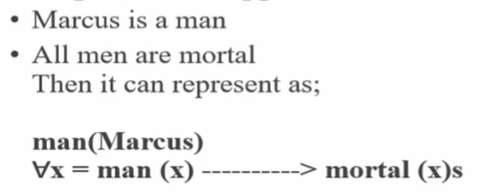 • Marcus is a man
• All men are mortal
Then it can represent as;
man(Marcus)
∀x = man (x) ----------> mortal (x)s